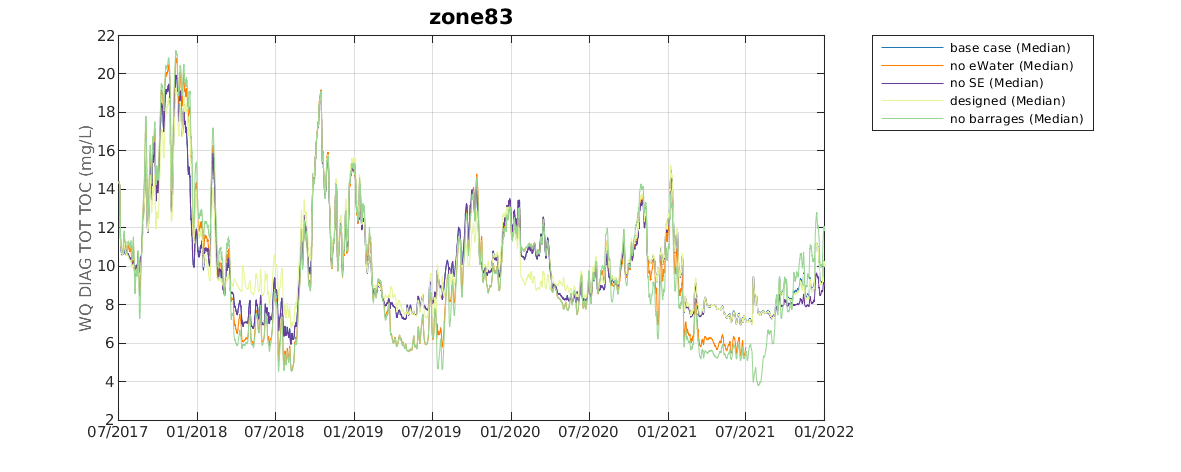 zone83
WQ DIAG TOT TOC (mg/L)
22
20
18
16
14
12
10
8
6
4
2
07/2017 01/2018 07/2018 01/2019 07/2019 01/2020 07/2020 01/2021 07/2021 01/2022
base case (Median)
no eWater (Median)
no SE (Median)
designed (Median)
no barrages (Median)